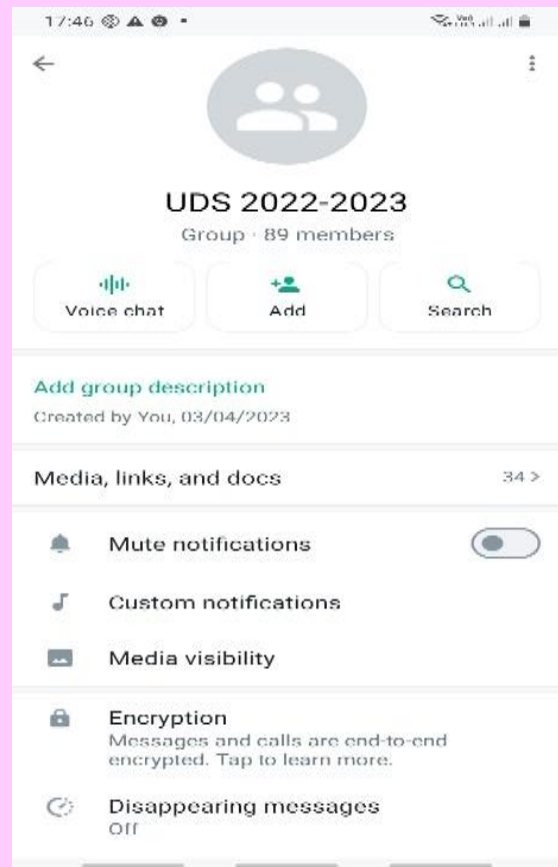 17:46
UDS 2022-2023
Group · 89 members
Voice chat
Add
Search
Add group description
Created by You, 03/04/2023
Media, links, and docs
34 >
Mute notifications
Custom notifications
Media visibility
Encryption
Messages and calls are end-to-end
encrypted. Tap to learn more.
Disappearing messages
Off